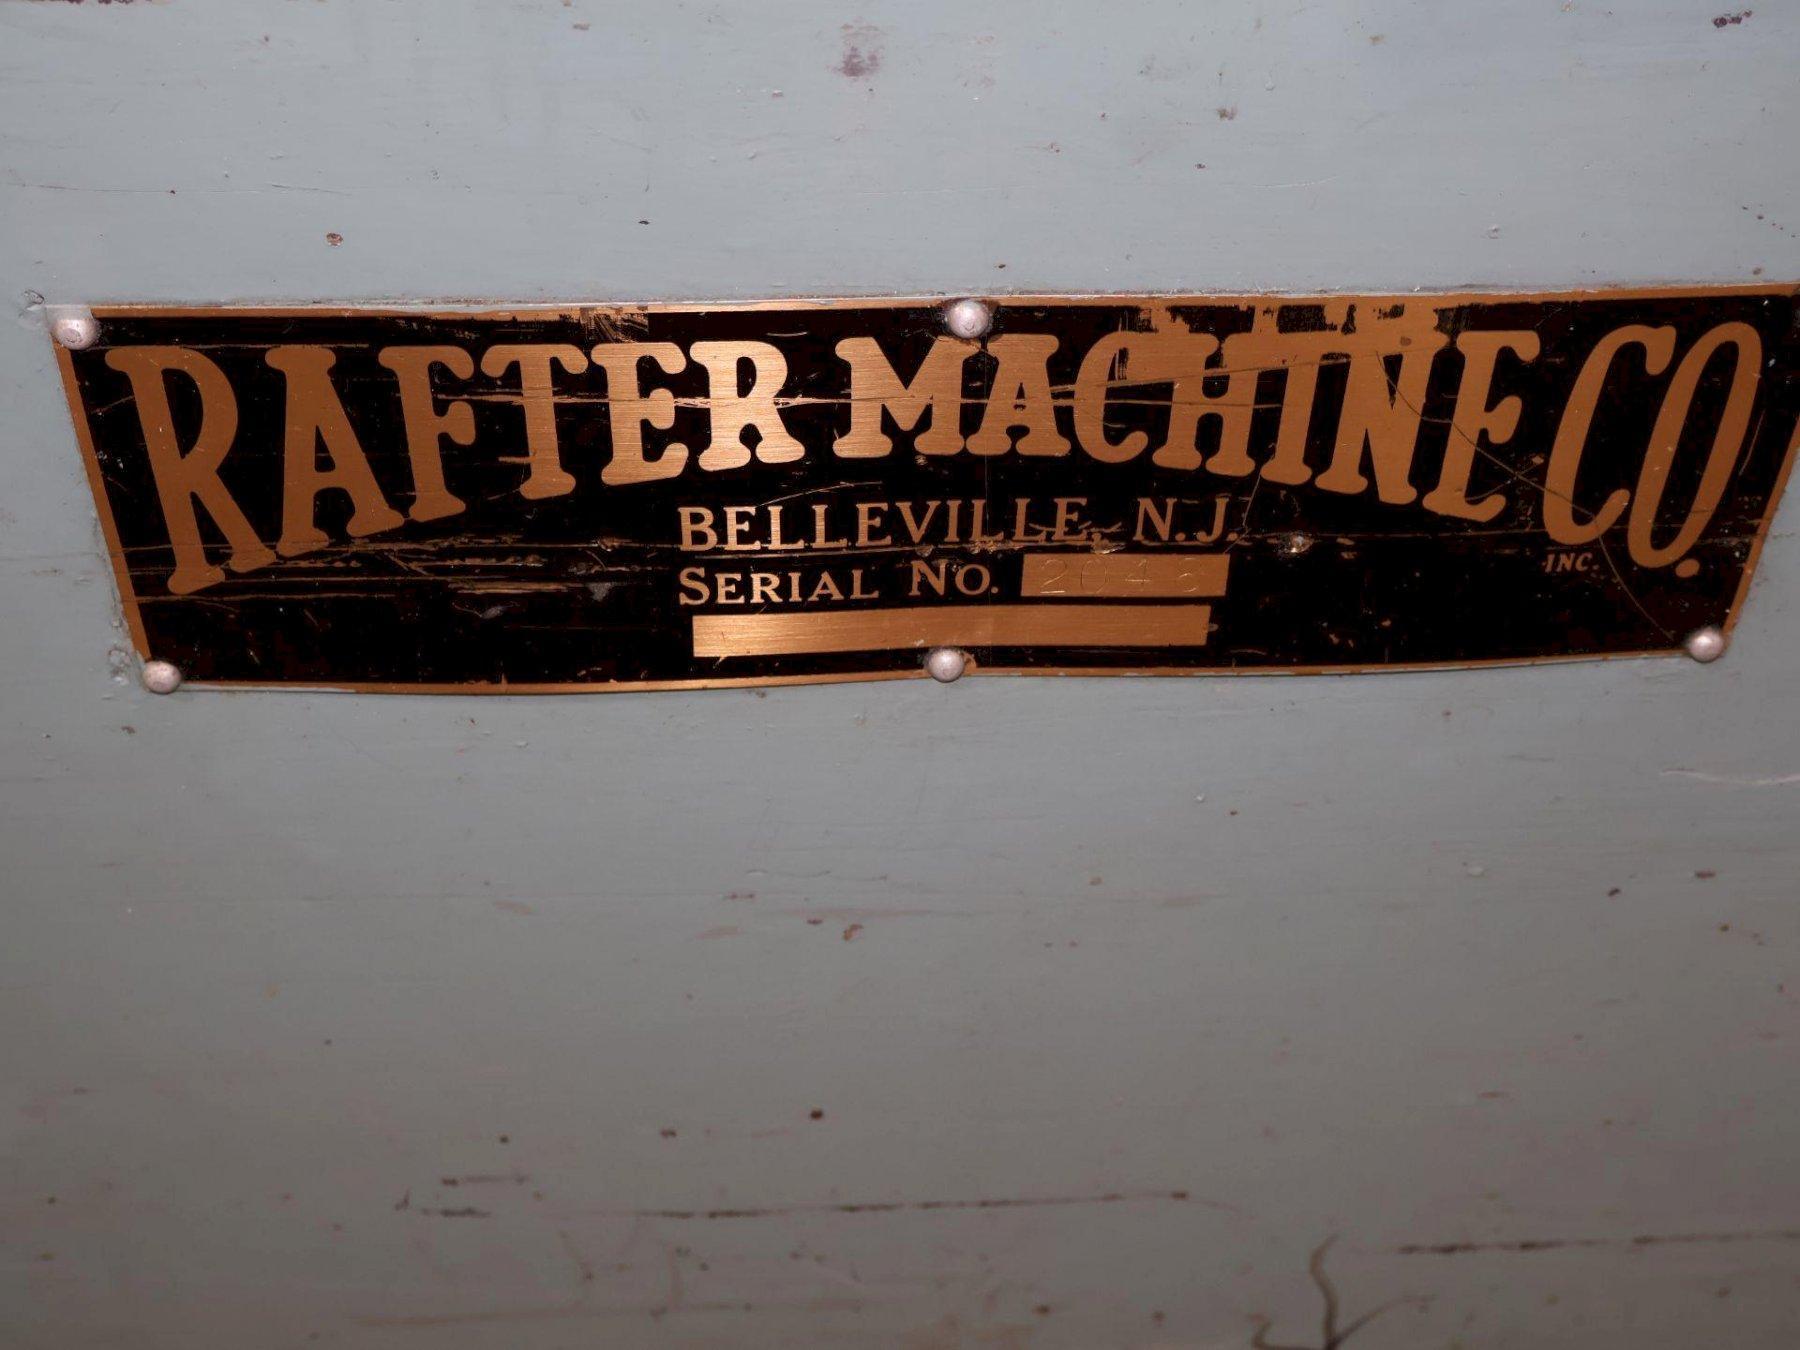 RAFTER MACHINE CO.
INC.
BELLEVILLE, N.J.
SERIAL NO.